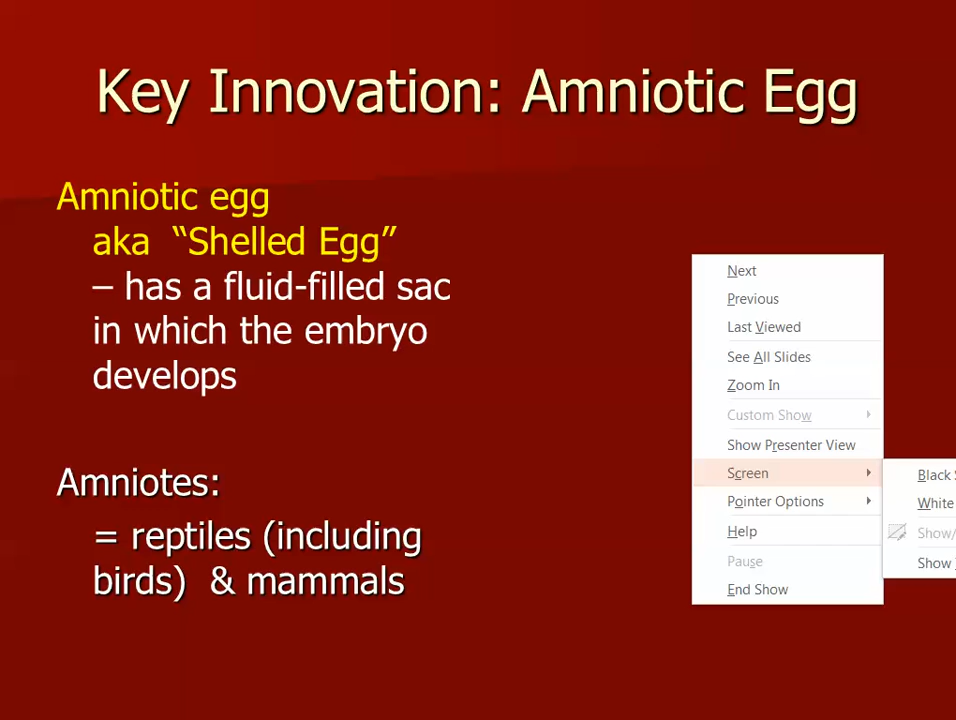 Key Innovation: Amniotic Egg
Amniotic egg
aka “Shelled Egg”
– has a fluid-filled sac
in which the embryo
develops
Amniotes:
= reptiles (including
birds) & mammals
Next
Previous
Last Viewed
See All Slides
Zoom In
Custom Show
Show Presenter View
Screen
Pointer Options
Help
Pause
End Show
Black
White
Show/
Show